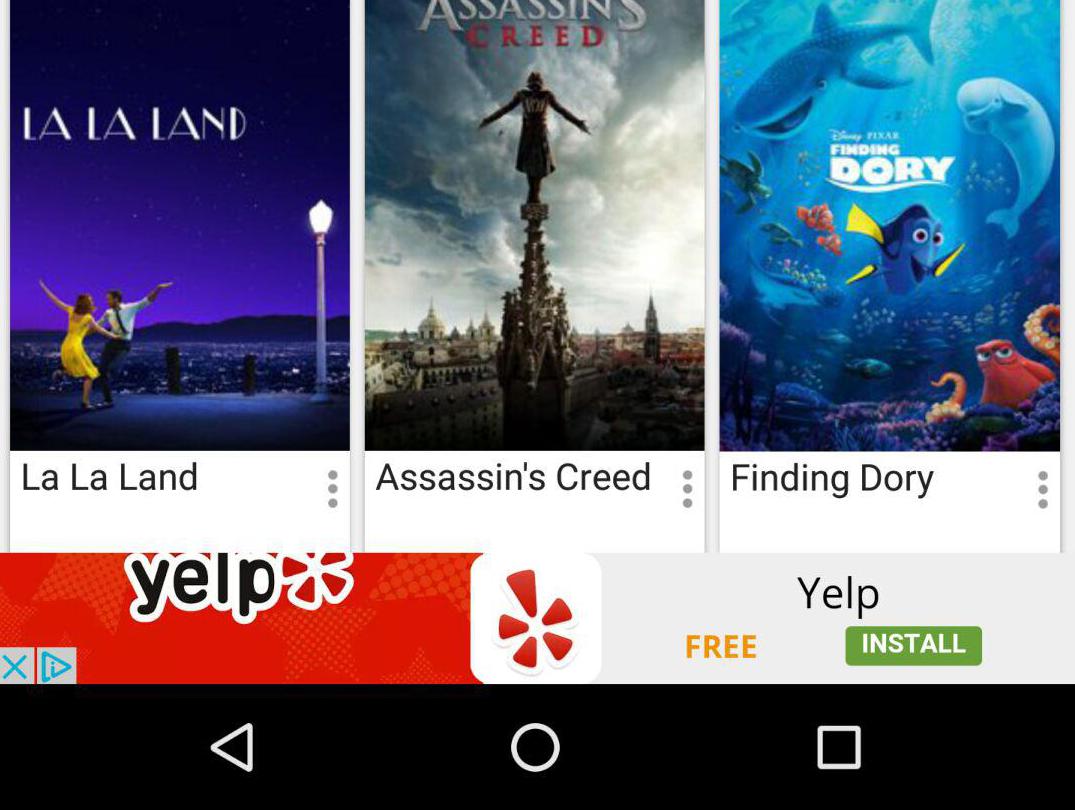 ASSASSIN'S
CREED
LA LA LAND
Disney PIXAR
FINDING
DORY
La La Land
Assassin's Creed
Finding Dory
yelp
Yelp
FREE
INSTALL